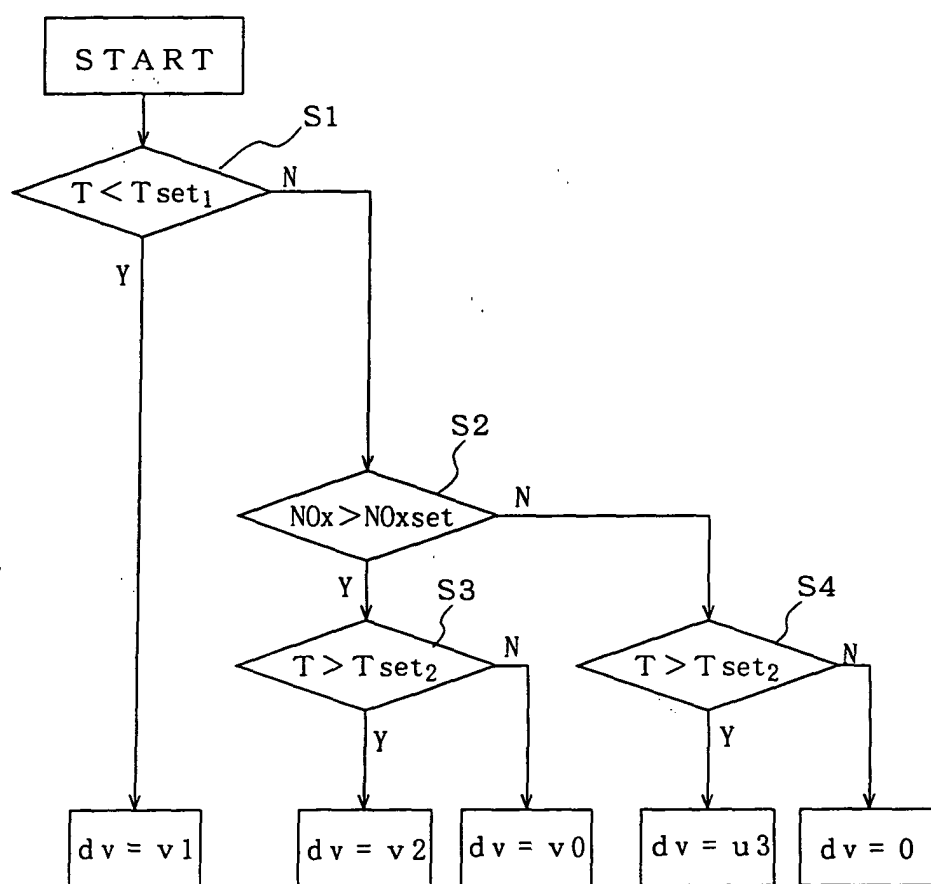 START
S1
T<Tset₁
N
Y
S2
NOx>NOxset
N
Y
S3
S4
T>Tset₂
N
T>Tset₂
N
Y
Y
dv=v1
dv=v2
dv=v0
dv=u3
dv=0